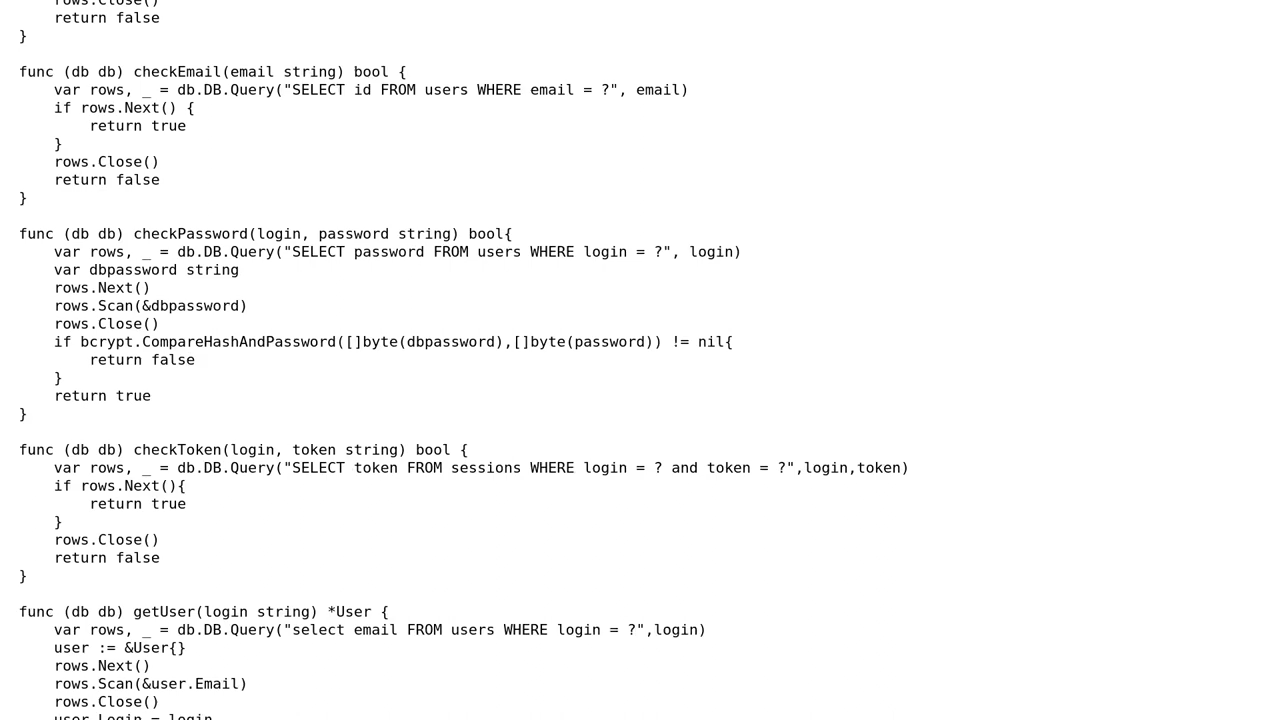 rows.Close()
return false
}
func (db db) checkEmail(email string) bool {
var rows, _ = db.DB.Query("SELECT id FROM users WHERE email = ?", email)
if rows.Next() {
return true
}
rows.Close()
return false
}
func (db db) checkPassword(login, password string) bool{
var rows, _ = db.DB.Query("SELECT password FROM users WHERE login = ?", login)
var dbpassword string
rows.Next()
rows.Scan(&dbpassword)
rows.Close()
if bcrypt.CompareHashAndPassword([]byte(dbpassword),[]byte(password)) != nil{
return false
}
return true
}
func (db db) checkToken(login, token string) bool {
var rows, _ = db.DB.Query("SELECT token FROM sessions WHERE login = ? and token = ?",login,token)
if rows.Next(){
return true
}
rows.Close()
return false
}
func (db db) getUser(login string) *User {
var rows, _ = db.DB.Query("select email FROM users WHERE login = ?",login)
user := &User{}
rows.Next()
rows.Scan(&user.Email)
rows.Close()
user.Login = login